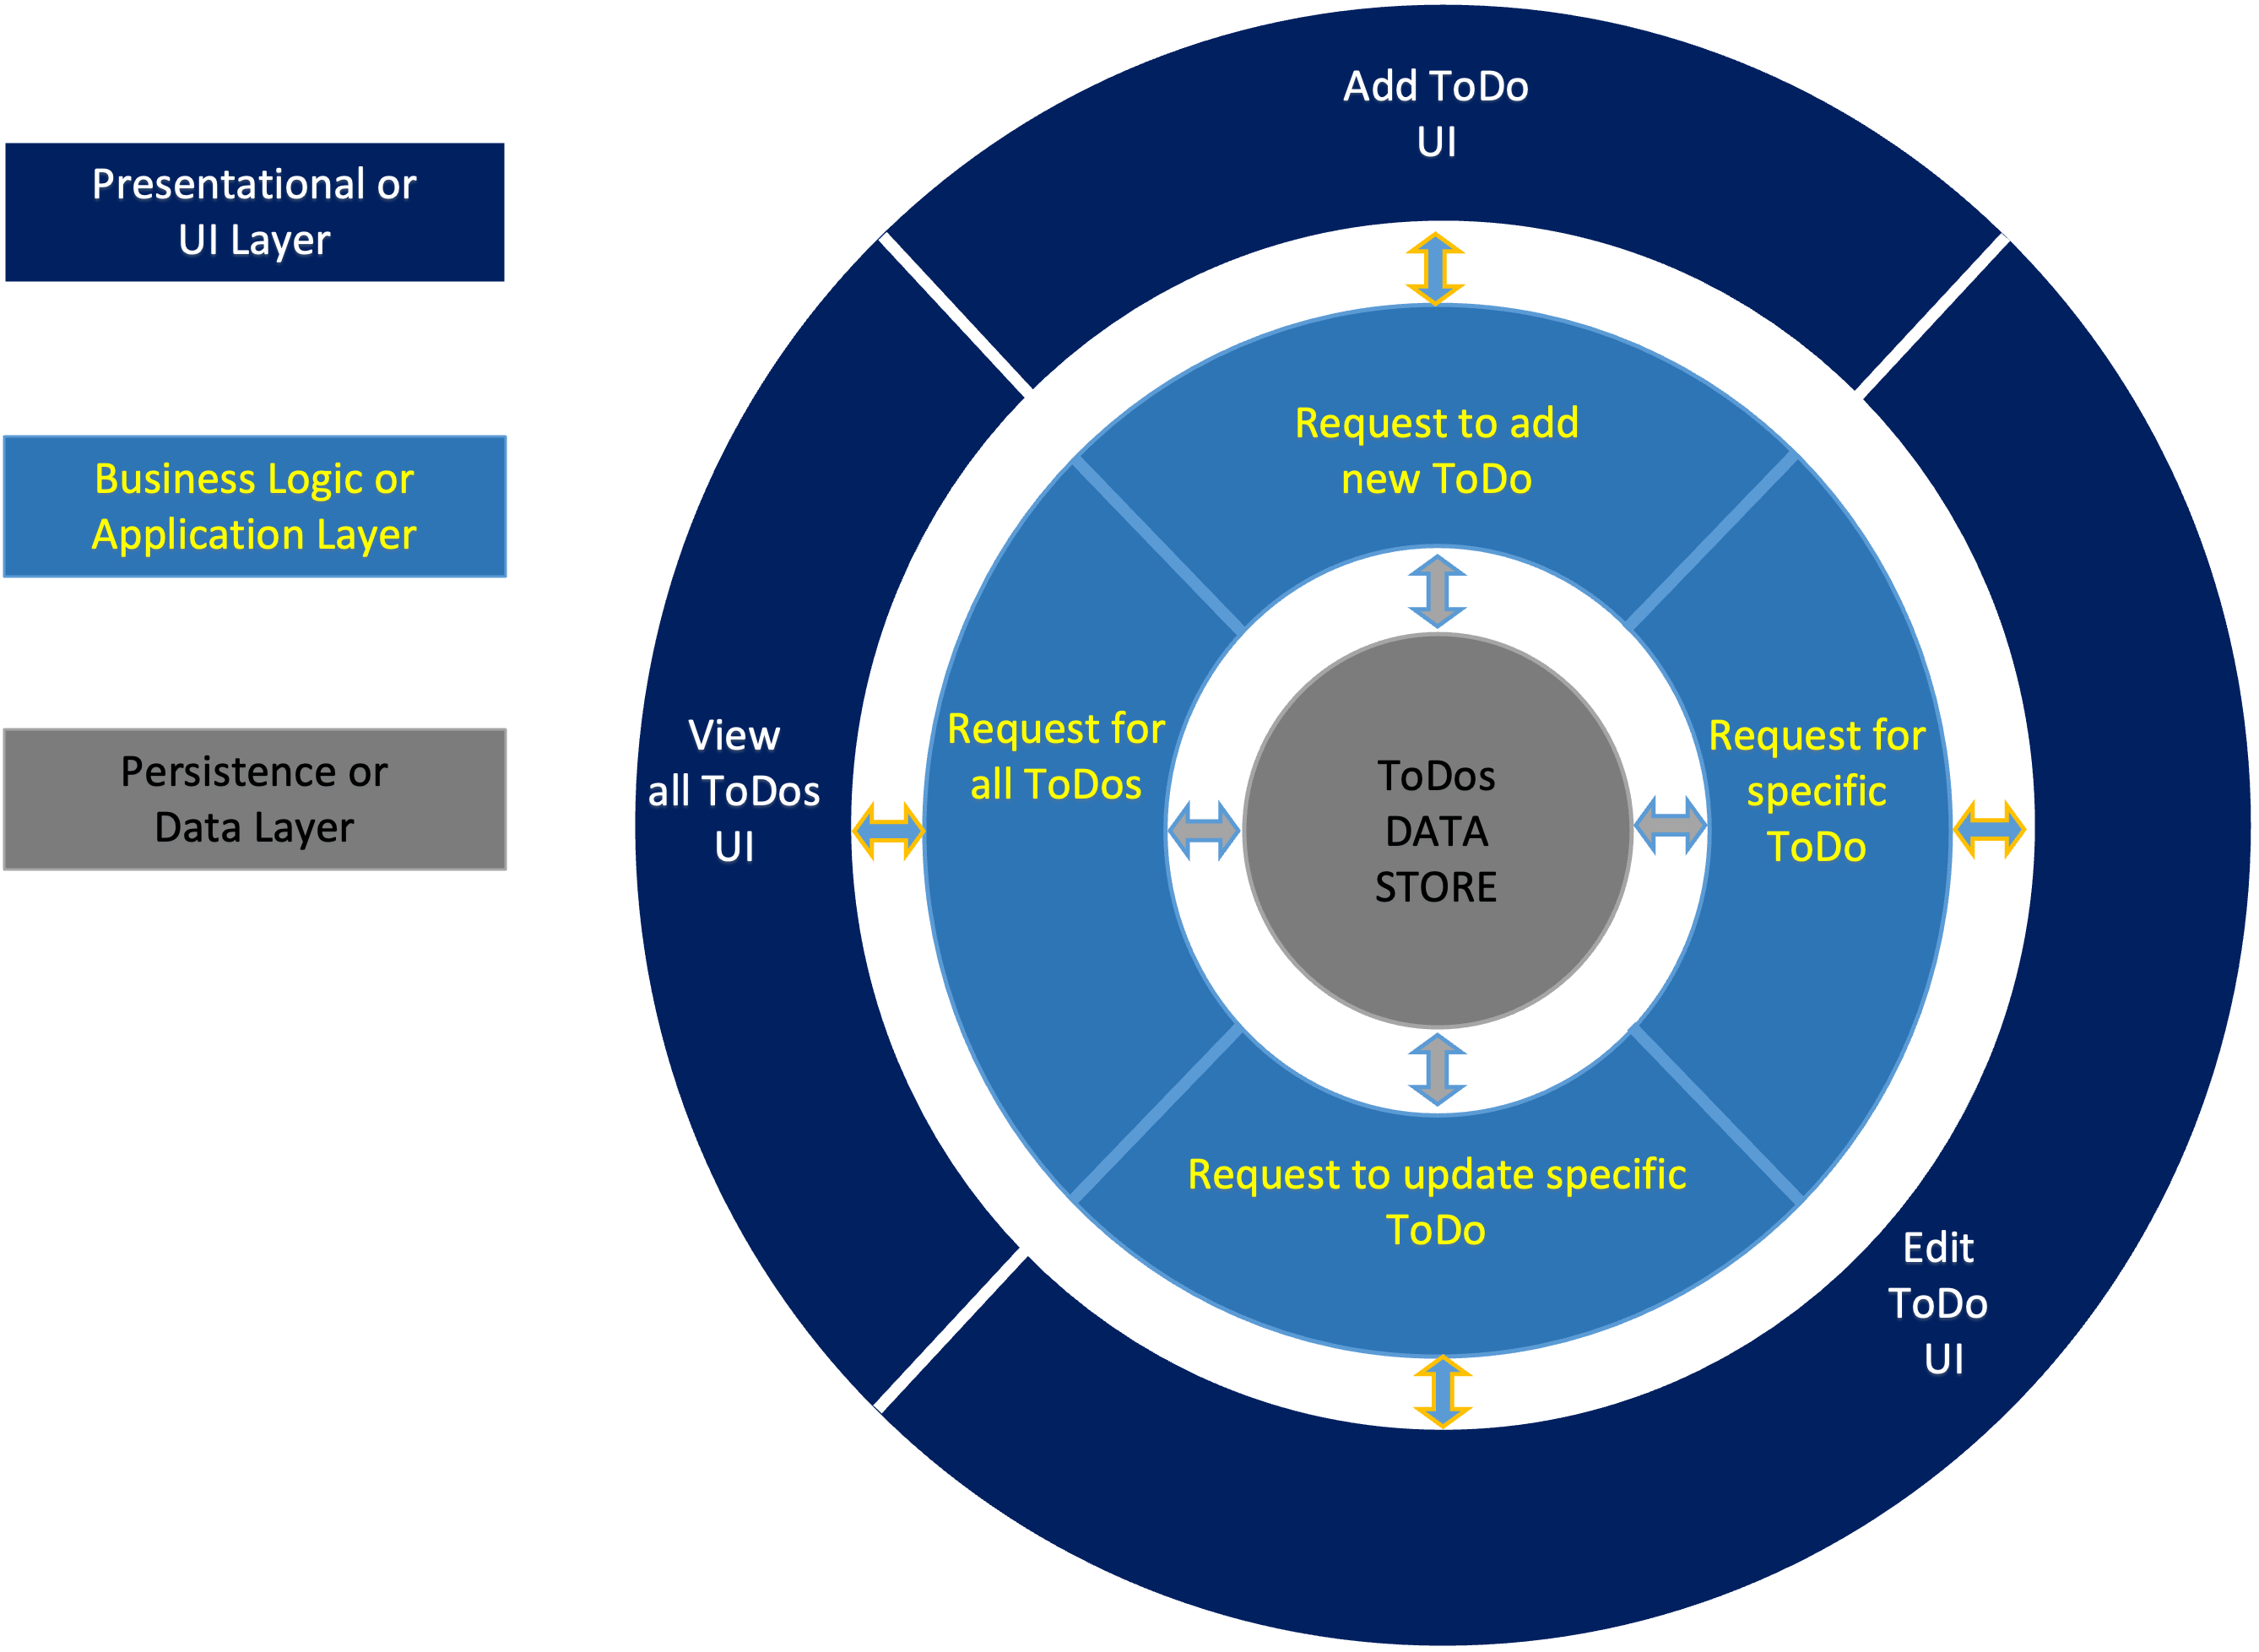 Presentational or
UI Layer
Business Logic or
Application Layer
Persistence or
Data Layer
Add ToDo
UI
Request to add
new ToDo
View
all ToDos
UI
Request for
all ToDos
ToDos
DATA
STORE
Request for
specific
ToDo
Request to update specific
ToDo
Edit
ToDo
UI